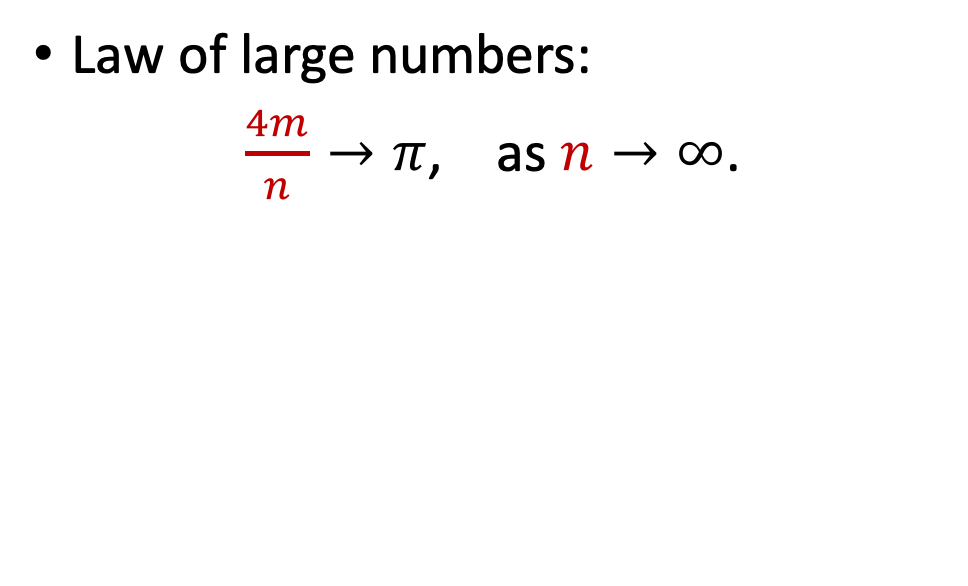 • Law of large numbers:
4m/n → π, as n → ∞.